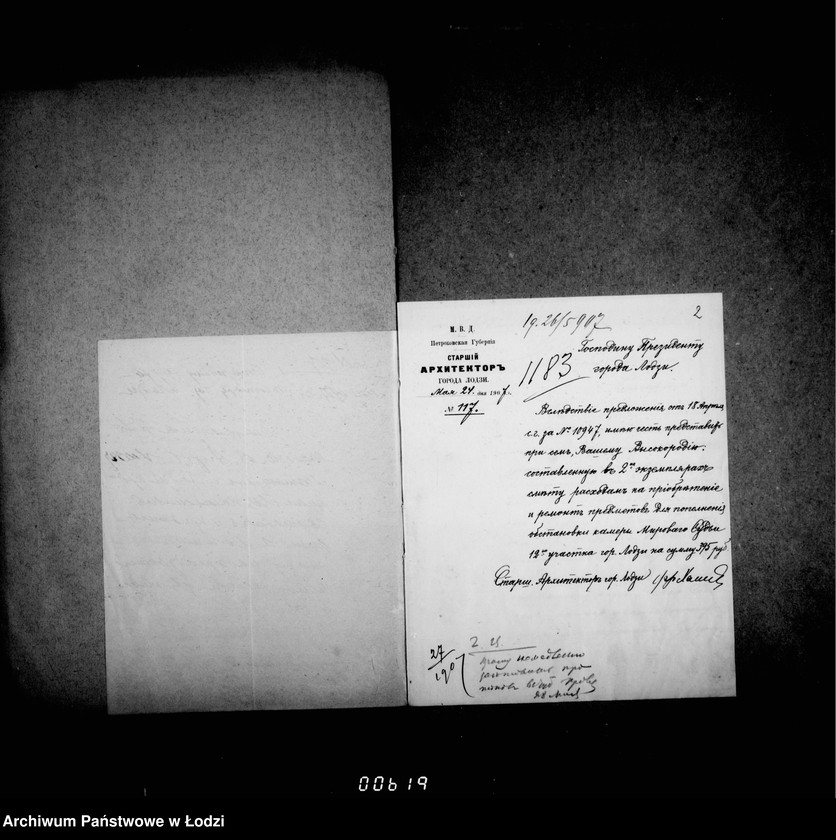 2
19. 26/5 907
М. В. Д.
Петроковская Губернія
СТАРШІЙ
АРХИТЕКТОРЪ
ГОРОДА ЛОДЗИ.
Мая 24 дня 1907 г.
№ 117.
1183
Господину Президенту
города Лодзи.
Вслѣдствіе предложенія отъ 18 Апрѣля
с.г. за № 10947, имѣю честь представить
при семъ, Вашему Высокородію,
составленную въ 2хъ экземплярахъ
смѣту расходамъ на пріобрѣтеніе
и ремонтъ предметовъ для пополненія
обстановки камеры Мироваго Судьи
12го участка гор. Лодзи на сумму 395 руб
Старш. Архитекторъ гор. Лодзи
27
прошу
00619
Archiwum Państwowe w Łodzi